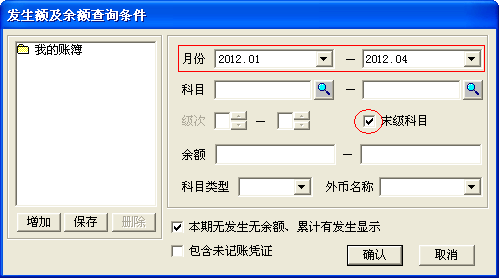 发生额及余额查询条件
我的账簿
增加 保存 删除
月份 2012.01 — 2012.04
科目 —
级次 — 末级科目
余额 —
科目类型 外币名称
本期无发生无余额、累计有发生显示
包含未记账凭证
确认 取消